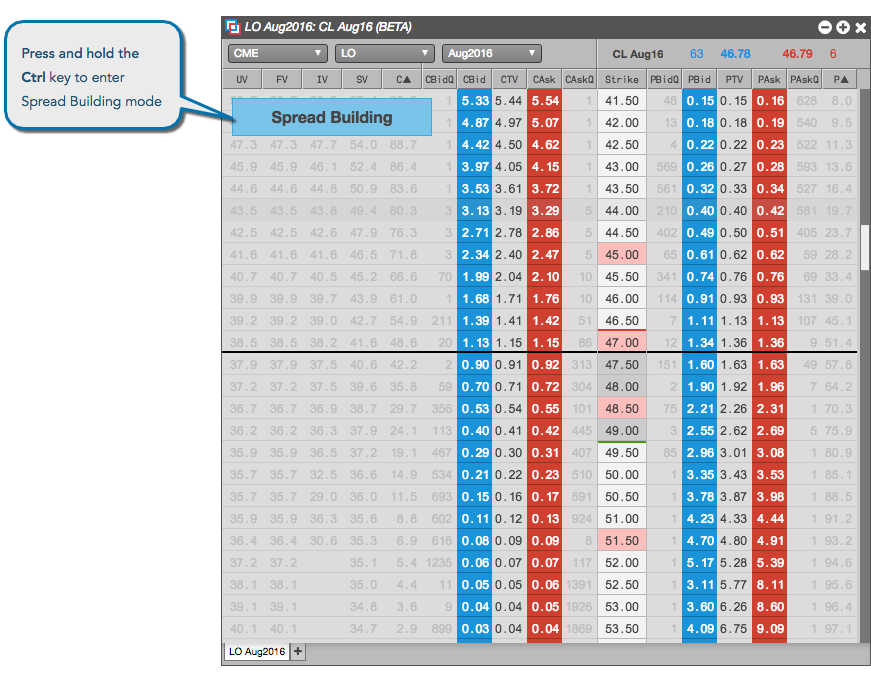 LO Aug2016: CL Aug16 (BETA)
Press and hold the
Ctrl key to enter
Spread Building mode
CME LO Aug2016 CL Aug16 63 46.78 46.79 6
UV FV IV SV C▲ CBidQ CBid CTV CAsk CAskQ Strike PBidQ PBid PTV PAsk PAskQ P▲
1 5.33 5.44 5.54 1 41.50 48 0.15 0.15 0.16 628 8.0
Spread Building
1 4.87 4.97 5.07 1 42.00 13 0.18 0.18 0.19 540 9.5
47.3 47.3 47.7 54.0 88.7 1 4.42 4.50 4.62 1 42.50 4 0.22 0.22 0.23 522 11.3
45.9 45.9 46.1 52.4 86.4 1 3.97 4.05 4.15 1 43.00 569 0.26 0.27 0.28 593 13.6
44.6 44.6 44.8 50.9 83.6 1 3.53 3.61 3.72 1 43.50 561 0.32 0.33 0.34 527 16.4
43.5 43.5 43.8 49.4 80.3 3 3.13 3.19 3.29 5 44.00 210 0.40 0.40 0.42 581 19.7
42.5 42.5 42.6 47.9 76.3 3 2.71 2.78 2.86 5 44.50 402 0.49 0.50 0.51 405 23.7
41.6 41.6 41.6 46.5 71.8 3 2.34 2.40 2.47 5 45.00 65 0.61 0.62 0.62 59 28.2
40.7 40.7 40.5 45.2 66.6 70 1.99 2.04 2.10 10 45.50 341 0.74 0.76 0.76 69 33.4
39.9 39.9 39.7 43.9 61.0 1 1.68 1.71 1.76 10 46.00 114 0.91 0.93 0.93 131 39.0
39.2 39.2 39.0 42.7 54.9 211 1.39 1.41 1.42 51 46.50 7 1.11 1.13 1.13 107 45.1
38.5 38.5 38.2 41.6 48.6 20 1.13 1.15 1.15 86 47.00 12 1.34 1.36 1.36 9 51.4
37.9 37.9 37.5 40.6 42.2 2 0.90 0.91 0.92 313 47.50 151 1.60 1.63 1.63 49 57.8
37.2 37.2 37.5 39.6 35.8 59 0.70 0.71 0.72 304 48.00 2 1.90 1.92 1.96 7 64.2
36.7 36.7 36.9 38.7 29.7 356 0.53 0.54 0.55 101 48.50 75 2.21 2.26 2.31 1 70.3
36.2 36.2 36.3 37.9 24.1 113 0.40 0.41 0.42 445 49.00 3 2.55 2.62 2.69 5 75.9
35.9 35.9 36.5 37.2 19.1 467 0.29 0.30 0.31 407 49.50 85 2.96 3.01 3.08 1 80.9
35.7 35.7 32.5 36.6 14.9 534 0.21 0.22 0.23 510 50.00 1 3.35 3.43 3.53 1 85.1
35.7 35.7 29.0 36.0 11.5 693 0.15 0.16 0.17 591 50.50 1 3.78 3.87 3.98 1 88.5
35.9 35.9 36.3 35.6 8.8 602 0.11 0.12 0.13 924 51.00 1 4.23 4.33 4.44 1 91.2
36.4 36.4 30.6 35.3 6.9 616 0.08 0.09 0.09 8 51.50 1 4.70 4.80 4.91 1 93.2
37.2 37.2 35.1 5.4 1235 0.06 0.07 0.07 117 52.00 1 5.17 5.28 5.39 1 94.6
38.1 38.1 35.0 4.4 11 0.05 0.05 0.06 1391 52.50 1 3.11 5.77 8.11 1 95.6
39.1 39.1 34.8 3.6 9 0.04 0.04 0.05 1926 53.00 1 3.60 6.26 8.60 1 96.4
40.1 40.1 34.7 2.9 899 0.03 0.04 0.04 1869 53.50 1 4.09 6.75 9.09 1 97.1
LO Aug2016 +